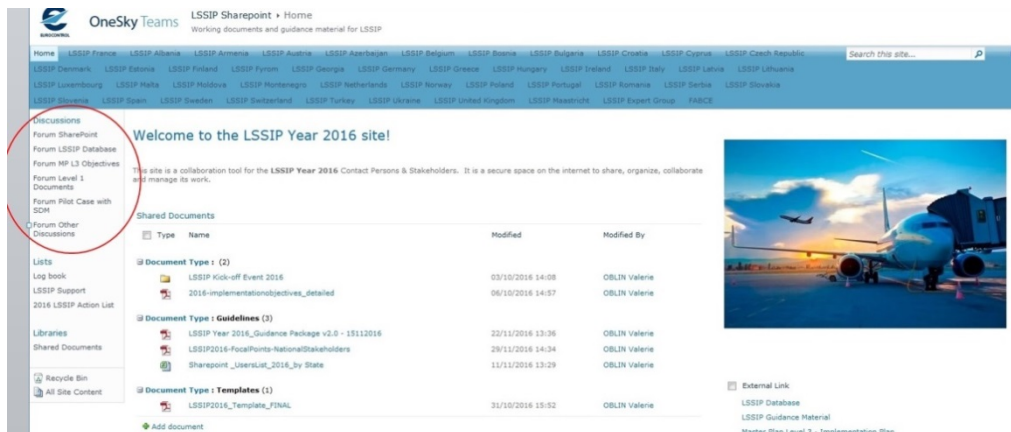 EUROCONTROL
OneSky Teams
LSSIP Sharepoint ▸ Home
Working documents and guidance material for LSSIP
Home LSSIP France LSSIP Albania LSSIP Armenia LSSIP Austria LSSIP Azerbaijan LSSIP Belgium LSSIP Bosnia LSSIP Bulgaria LSSIP Croatia LSSIP Cyprus LSSIP Czech Republic
Search this site...
LSSIP Denmark LSSIP Estonia LSSIP Finland LSSIP Fyrom LSSIP Georgia LSSIP Germany LSSIP Greece LSSIP Hungary LSSIP Ireland LSSIP Italy LSSIP Latvia LSSIP Lithuania
LSSIP Luxembourg LSSIP Malta LSSIP Moldova LSSIP Montenegro LSSIP Netherlands LSSIP Norway LSSIP Poland LSSIP Portugal LSSIP Romania LSSIP Serbia LSSIP Slovakia
LSSIP Slovenia LSSIP Spain LSSIP Sweden LSSIP Switzerland LSSIP Turkey LSSIP Ukraine LSSIP United Kingdom LSSIP Maastricht LSSIP Expert Group FABCE
Discussions
Forum SharePoint
Forum LSSIP Database
Forum MP L3 Objectives
Forum Level 1
Documents
Forum Pilot Case with
SDM
Forum Other
Discussions
Lists
Log book
LSSIP Support
2016 LSSIP Action List
Libraries
Shared Documents
Recycle Bin
All Site Content
Welcome to the LSSIP Year 2016 site!
This site is a collaboration tool for the LSSIP Year 2016 Contact Persons & Stakeholders. It is a secure space on the internet to share, organize, collaborate
and manage its work.
Shared Documents
Type Name Modified Modified By
Document Type : (2)
LSSIP Kick-off Event 2016 03/10/2016 14:08 OBLIN Valerie
2016-implementationobjectives_detailed 06/10/2016 14:57 OBLIN Valerie
Document Type : Guidelines (3)
LSSIP Year 2016_Guidance Package v2.0 - 15112016 22/11/2016 13:36 OBLIN Valerie
LSSIP2016-FocalPoints-NationalStakeholders 29/11/2016 14:34 OBLIN Valerie
Sharepoint _UsersList_2016_by State 11/11/2016 13:29 OBLIN Valerie
Document Type : Templates (1)
LSSIP2016_Template_FINAL 31/10/2016 15:52 OBLIN Valerie
Add document
External Link
LSSIP Database
LSSIP Guidance Material
Master Plan Level 3 - Implementation Plan